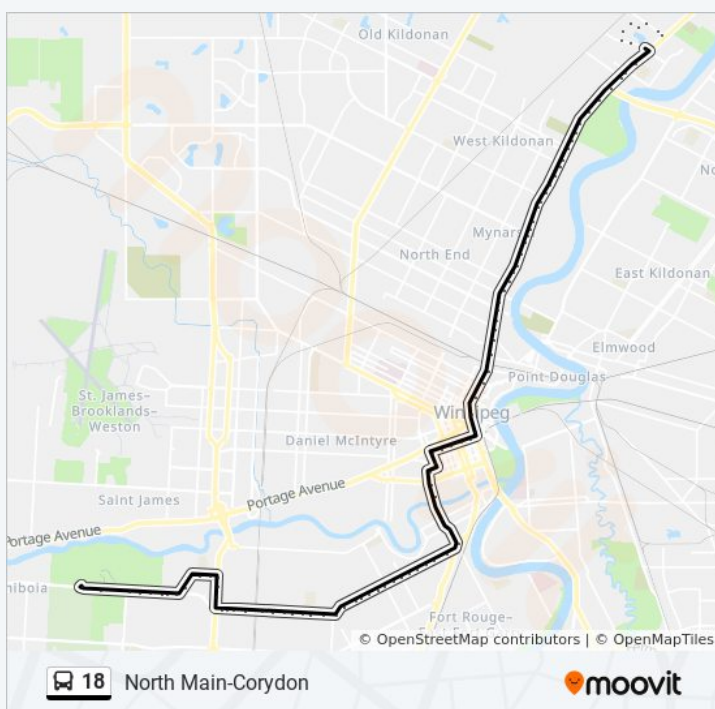 Old Kildonan
West Kildonan
No
Mynars
North End
East Kildonan
Elmwood
Point Douglas
Winnipeg
St. James–
Brooklands–
Weston
Daniel McIntyre
Portage Avenue
Saint James
Portage Avenue
niboia
Fort Rouge–
© OpenStreetMap contributors | © OpenMapTiles
18 North Main-Corydon
moovit